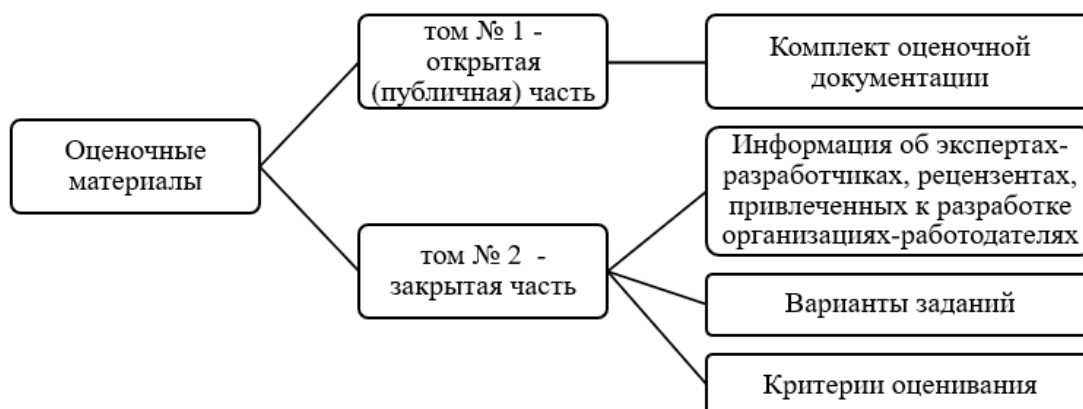 Оценочные
материалы
том № 1 -
открытая
(публичная) часть
Комплект оценочной
документации
том № 2 -
закрытая часть
Информация об экспертах-
разработчиках, рецензентах,
привлеченных к разработке
организациях-работодателях
Варианты заданий
Критерии оценивания